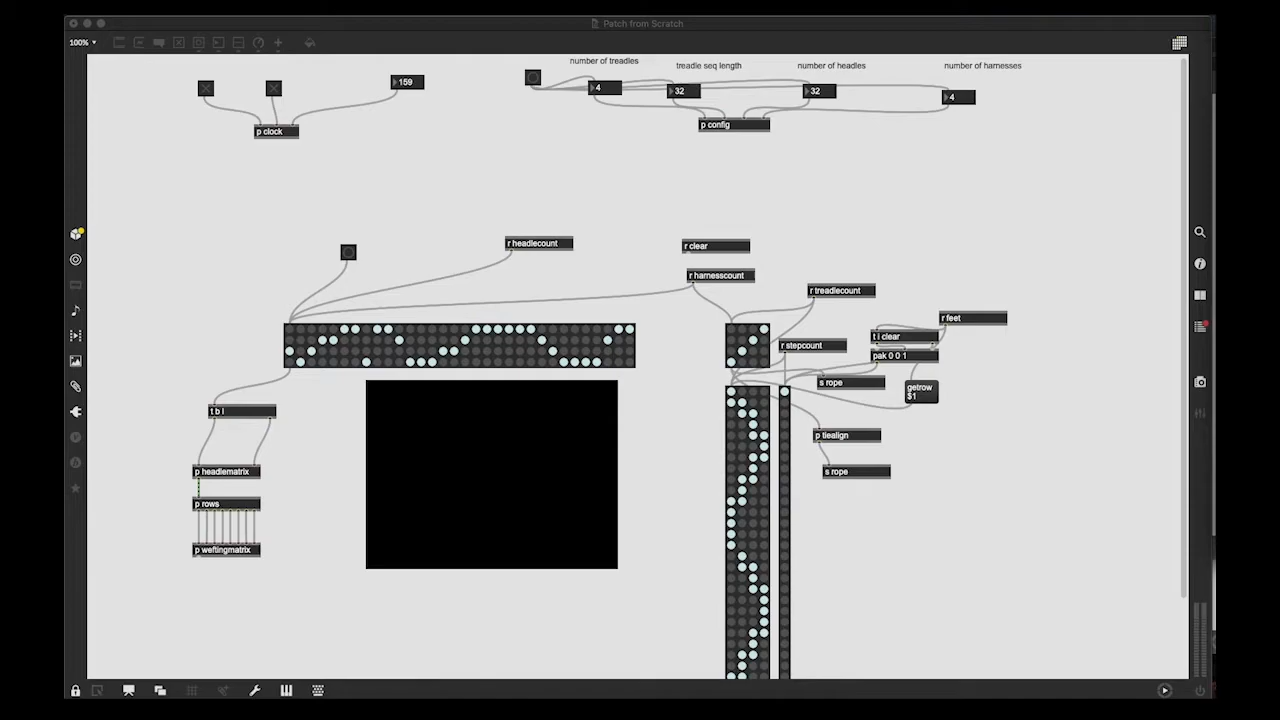 Patch from Scratch
100%
number of treadles
treadle seq length
number of headles
number of harnesses
159
4
32
32
4
p clock
p config
r headlecount
r clear
r harnesscount
r treadlecount
r feet
t l clear
r stepcount
pak 0 0 1
s rope
getrow
$1
t b l
p tiealign
p headlematrix
s rope
p rows
p weftingmatrix